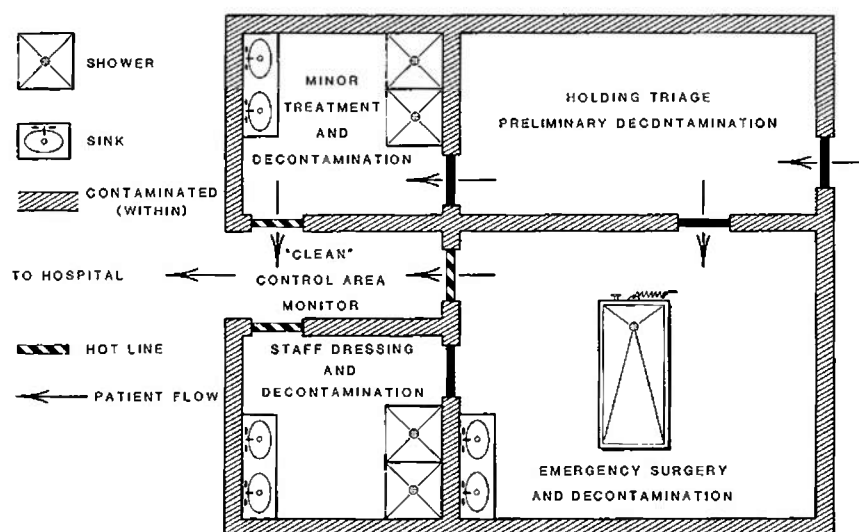 SHOWER
SINK
CONTAMINATED
(WITHIN)
TO HOSPITAL
HOT LINE
PATIENT FLOW
MINOR
TREATMENT
AND
DECONTAMINATION
HOLDING TRIAGE
PRELIMINARY DECONTAMINATION
"CLEAN"
CONTROL AREA
MONITOR
STAFF DRESSING
AND
DECONTAMINATION
EMERGENCY SURGERY
AND DECONTAMINATION